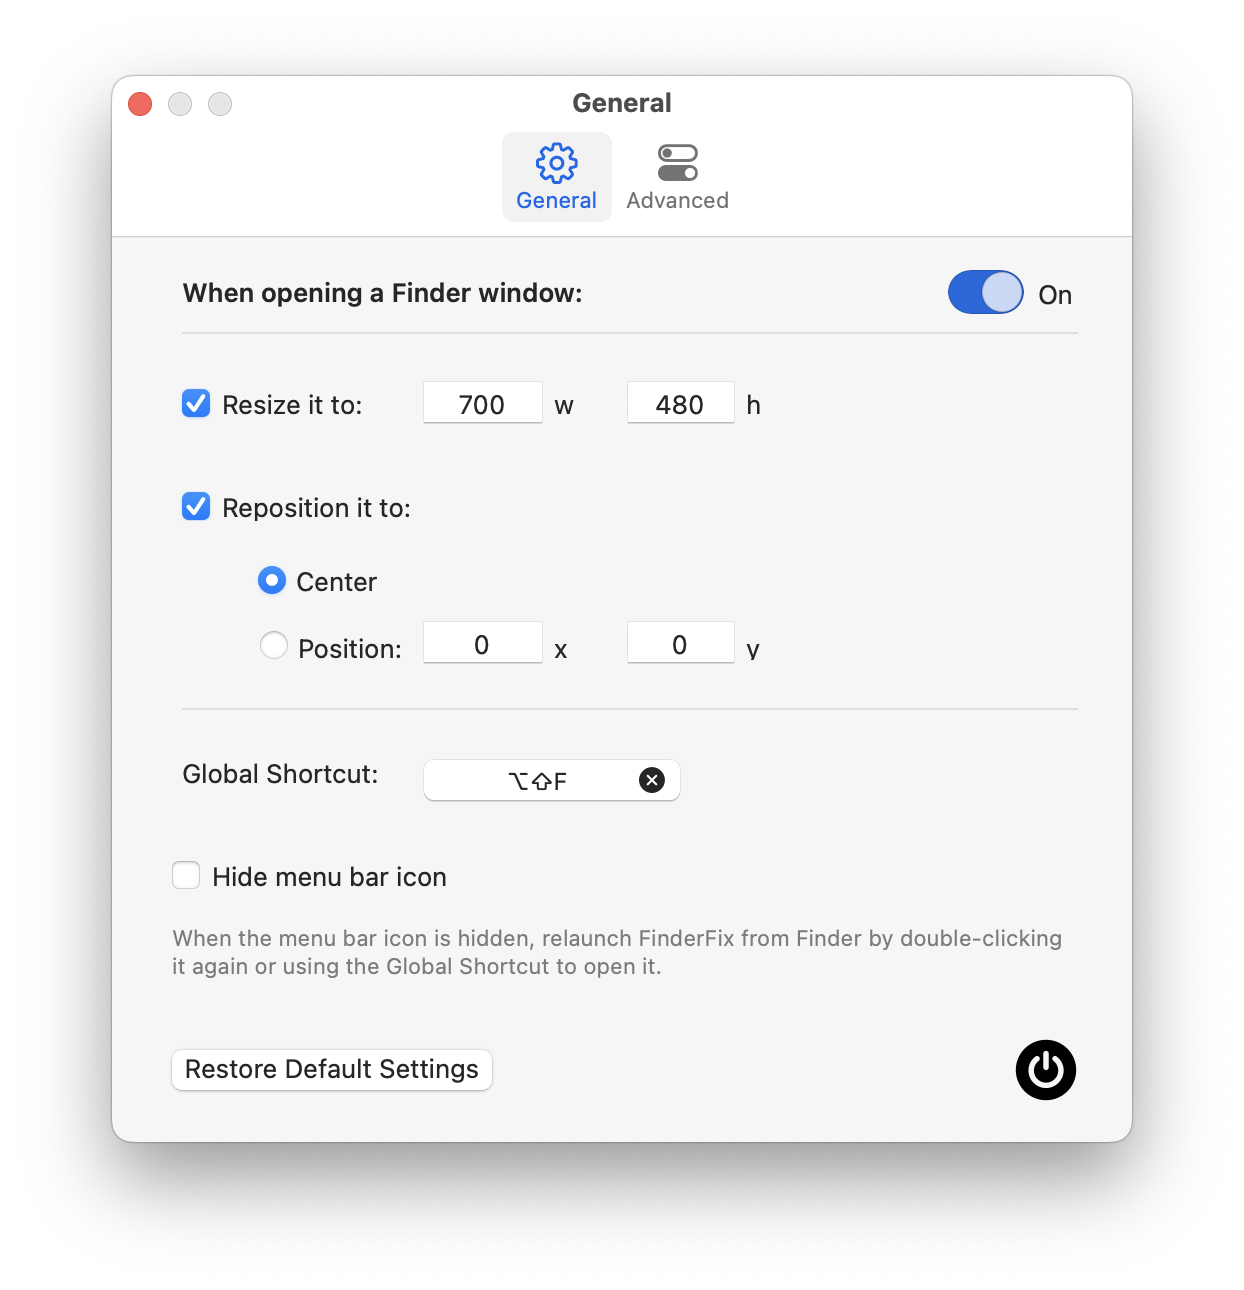 General
General Advanced
When opening a Finder window: On
Resize it to: 700 w 480 h
Reposition it to:
Center
Position: 0 x 0 y
Global Shortcut: ⌥⇧F
Hide menu bar icon
When the menu bar icon is hidden, relaunch FinderFix from Finder by double-clicking
it again or using the Global Shortcut to open it.
Restore Default Settings